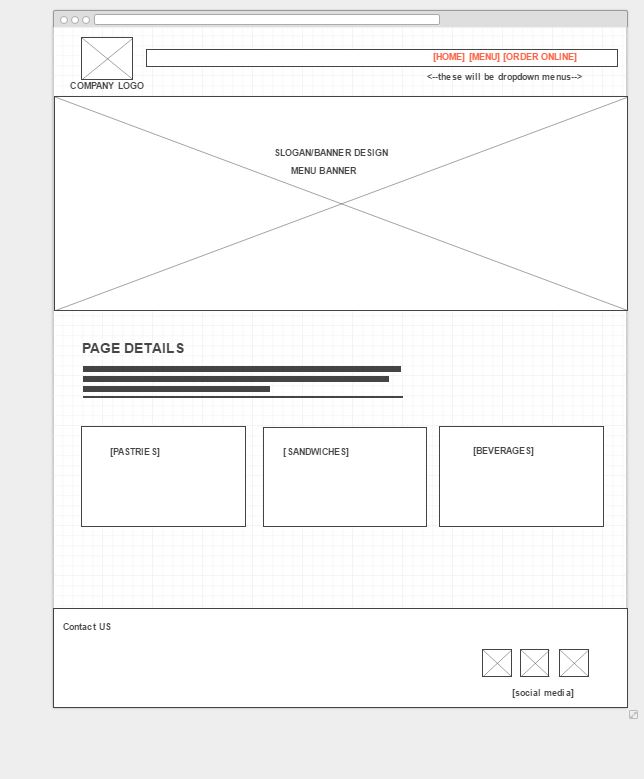 [HOME] [MENU] [ORDER ONLINE]
<--these will be dropdown menus-->
COMPANY LOGO
SLOGAN/BANNER DESIGN
MENU BANNER
PAGE DETAILS
[PASTRIES]
[SANDWICHES]
[BEVERAGES]
Contact US
[social media]